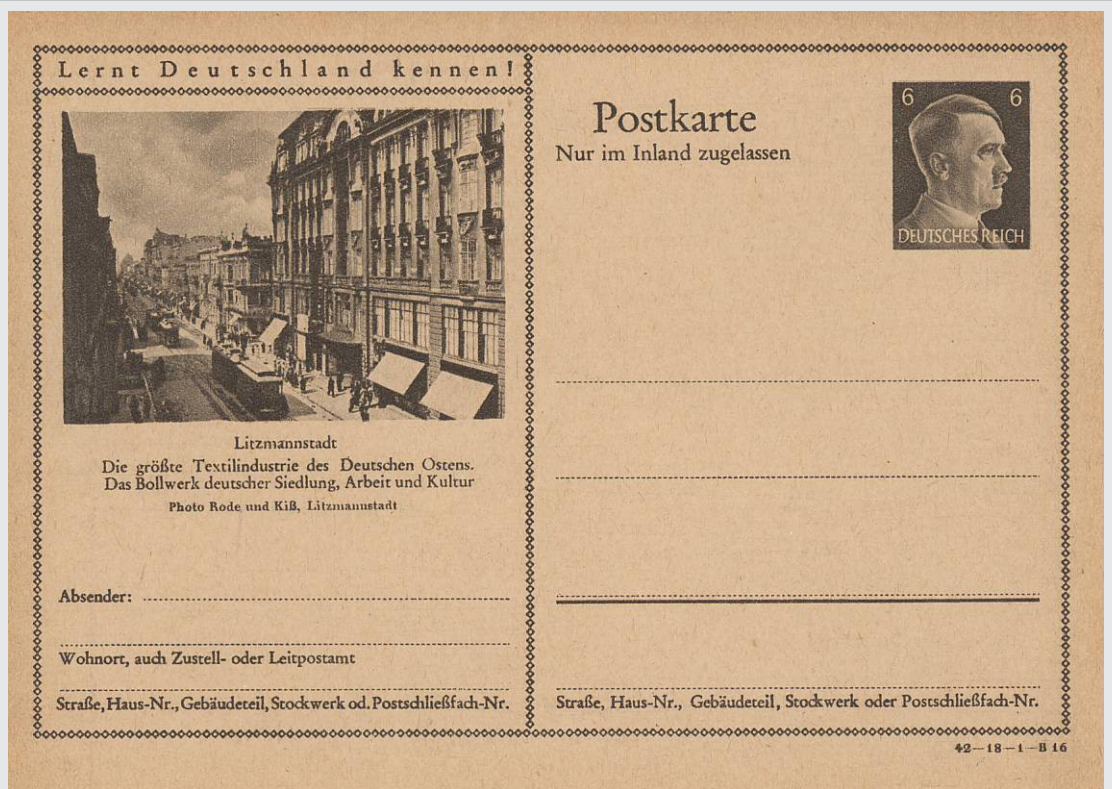 Lernt Deutschland kennen!
Litzmannstadt
Die größte Textilindustrie des Deutschen Ostens.
Das Bollwerk deutscher Siedlung, Arbeit und Kultur
Photo Rode und Kiß, Litzmannstadt
Absender:
Wohnort, auch Zustell- oder Leitpostamt
Straße, Haus-Nr., Gebäudeteil, Stockwerk od. Postschließfach-Nr.
Postkarte
Nur im Inland zugelassen
6 6
DEUTSCHES REICH
Straße, Haus-Nr., Gebäudeteil, Stockwerk oder Postschließfach-Nr.
42—18—1—B 16